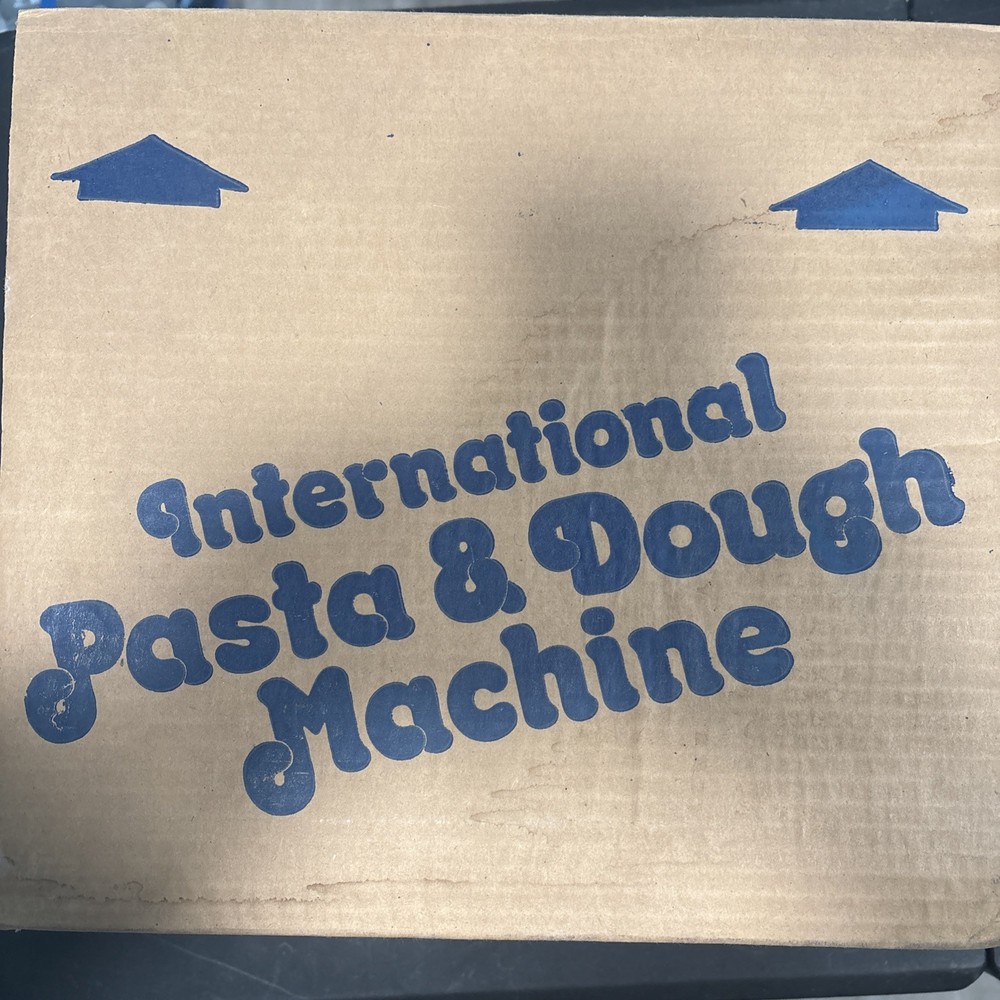 International
Pasta & Dough
Machine